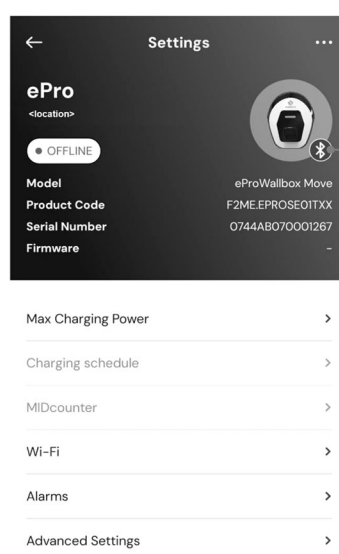 Settings
ePro
<location>
OFFLINE
Model eProWallbox Move
Product Code F2ME.EPROSE01TXX
Serial Number 0744AB070001267
Firmware -
Max Charging Power
Charging schedule
MIDcounter
Wi-Fi
Alarms
Advanced Settings